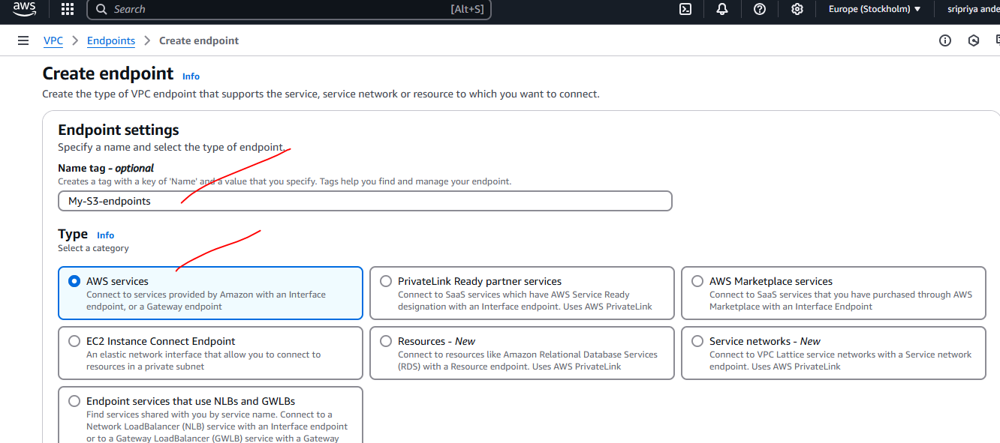 aws
Search [Alt+S] Europe (Stockholm) sripriya ande
VPC Endpoints Create endpoint
Create endpoint Info
Create the type of VPC endpoint that supports the service, service network or resource to which you want to connect.
Endpoint settings
Specify a name and select the type of endpoint.
Name tag - optional
Creates a tag with a key of 'Name' and a value that you specify. Tags help you find and manage your endpoint.
My-S3-endpoints
Type Info
Select a category
AWS services
Connect to services provided by Amazon with an Interface
endpoint, or a Gateway endpoint
PrivateLink Ready partner services
Connect to SaaS services which have AWS Service Ready
designation with an Interface endpoint. Uses AWS PrivateLink
AWS Marketplace services
Connect to SaaS services that you have purchased through AWS
Marketplace with an Interface Endpoint
EC2 Instance Connect Endpoint
An elastic network interface that allow you to connect to
resources in a private subnet
Resources - New
Connect to resources like Amazon Relational Database Services
(RDS) with a Resource endpoint. Uses AWS PrivateLink
Service networks - New
Connect to VPC Lattice service networks with a Service network
endpoint. Uses AWS PrivateLink
Endpoint services that use NLBs and GWLBs
Find services shared with you by service name. Connect to a
Network LoadBalancer (NLB) service with an Interface endpoint
or to a Gateway LoadBalancer (GWLB) service with a Gateway